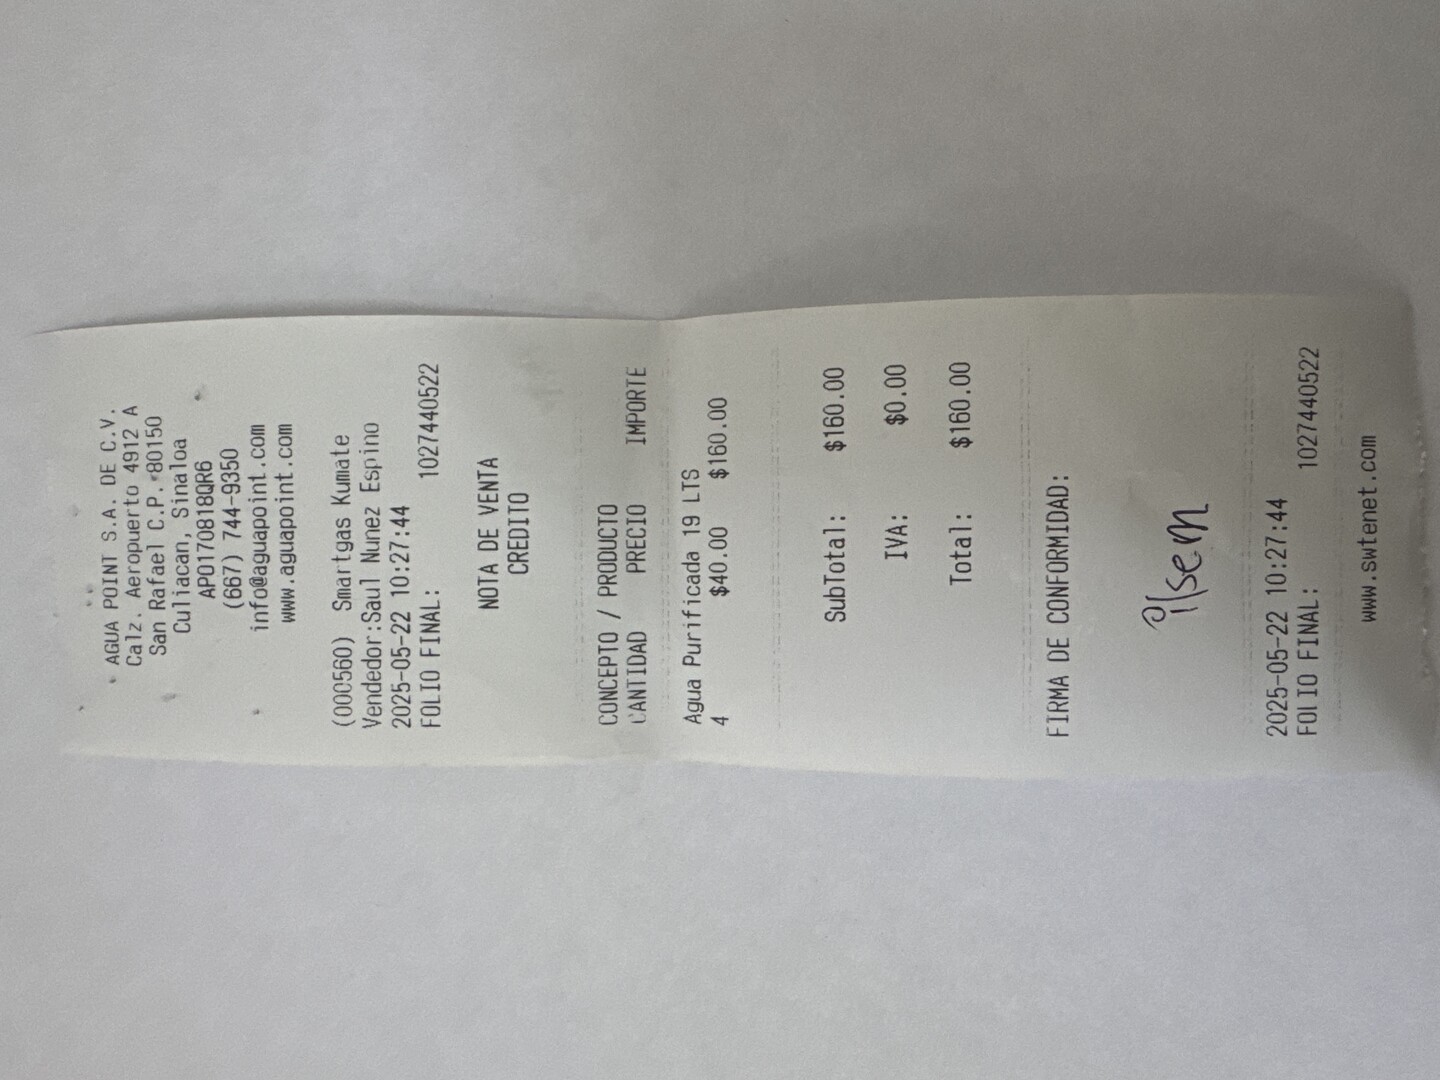 AGUA POINT S.A. DE C.V.
Calz. Aeropuerto 4912 A
San Rafael C.P. 80150
Culiacan, Sinaloa
APO170818QR6
(667) 744-9350
info@aguapoint.com
www.aguapoint.com
(000560) Smartgas Kumate
Vendedor:Saul Nunez Espino
2025-05-22 10:27:44
FOLIO FINAL: 1027440522
NOTA DE VENTA
CREDITO
CONCEPTO / PRODUCTO
CANTIDAD PRECIO IMPORTE
Agua Purificada 19 LTS
4 $40.00 $160.00
SubTotal: $160.00
IVA: $0.00
Total: $160.00
FIRMA DE CONFORMIDAD:
ilsem
2025-05-22 10:27:44
FOLIO FINAL: 1027440522
www.swtenet.com